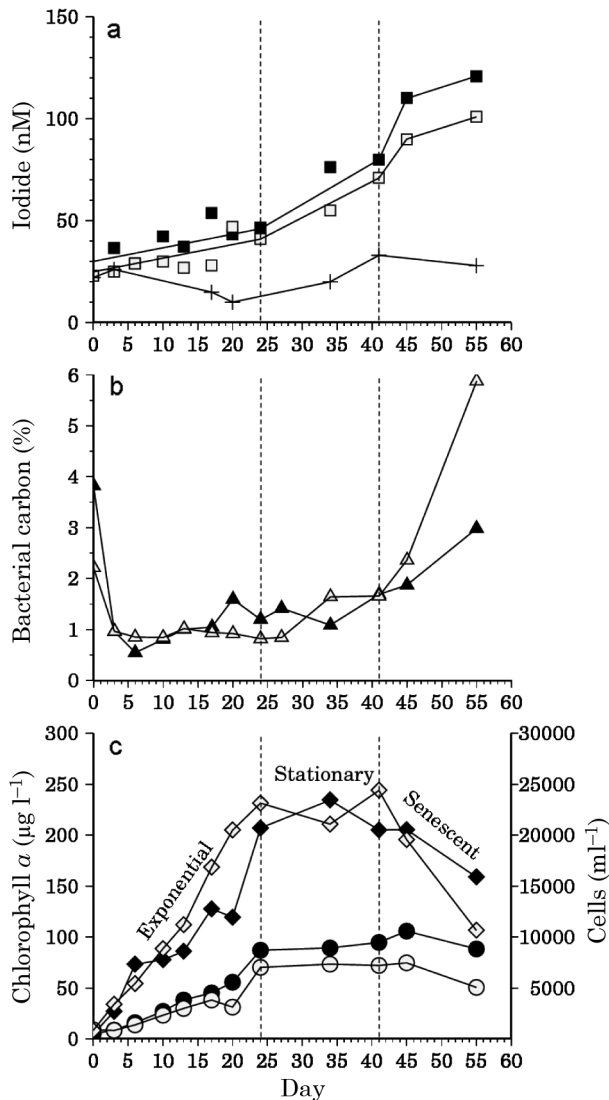 a
Iodide (nM)
150
100
50
0
0 5 10 15 20 25 30 35 40 45 50 55 60
b
Bacterial carbon (%)
6
5
4
3
2
1
0
0 5 10 15 20 25 30 35 40 45 50 55 60
c
Chlorophyll a (µg l⁻¹)
300
250
200
150
100
50
0
Exponential
Stationary
Senescent
30000
25000
20000
15000
10000
5000
Cells (ml⁻¹)
0 5 10 15 20 25 30 35 40 45 50 55 60
Day